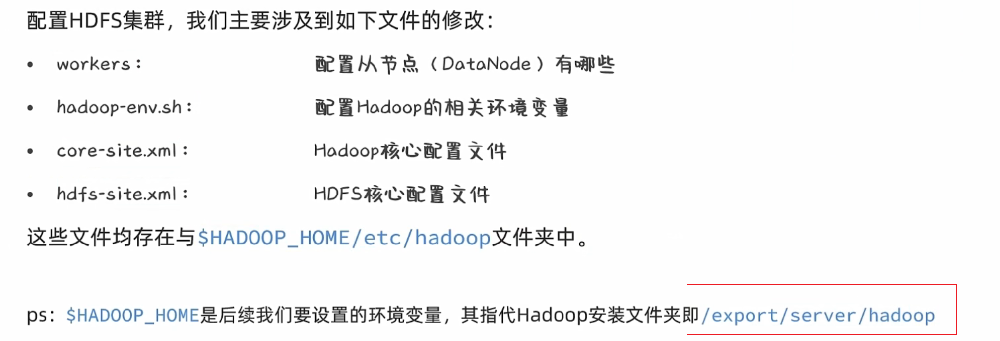 配置HDFS集群，我们主要涉及到如下文件的修改：
• workers： 配置从节点（DataNode）有哪些
• hadoop-env.sh： 配置Hadoop的相关环境变量
• core-site.xml： Hadoop核心配置文件
• hdfs-site.xml： HDFS核心配置文件
这些文件均存在与$HADOOP_HOME/etc/hadoop文件夹中。
ps：$HADOOP_HOME是后续我们要设置的环境变量，其指代Hadoop安装文件夹即/export/server/hadoop